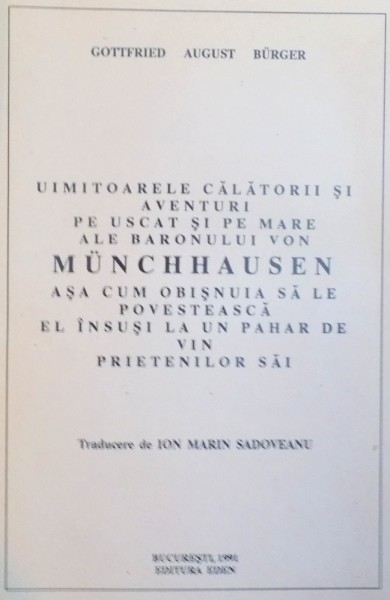 GOTTFRIED AUGUST BÜRGER
UIMITOARELE CĂLĂTORII ŞI
AVENTURI
PE USCAT ŞI PE MARE
ALE BARONULUI VON
MÜNCHHAUSEN
AŞA CUM OBIŞNUIA SĂ LE
POVESTEASCĂ
EL ÎNSUŞI LA UN PAHAR DE
VIN
PRIETENILOR SĂI
Traducere de ION MARIN SADOVEANU
BUCUREŞTI, 1991
EDITURA EDEN